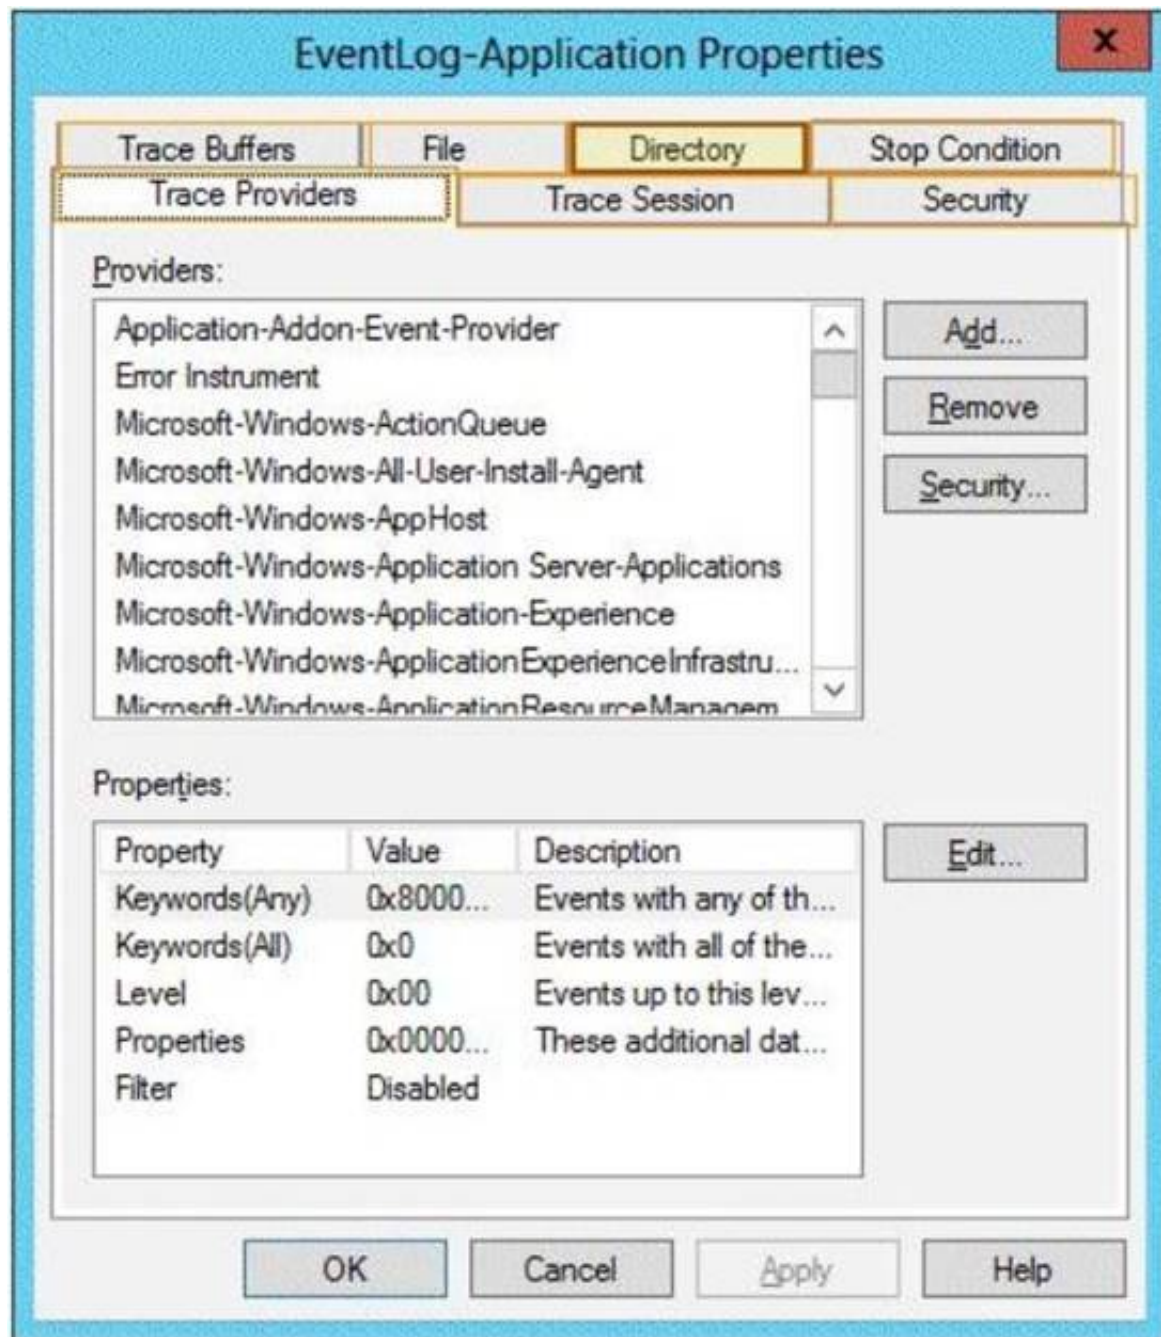 EventLog-Application Properties
x
Trace Buffers File Directory Stop Condition
Trace Providers Trace Session Security
Providers:
Application-Addon-Event-Provider
Error Instrument
Microsoft-Windows-ActionQueue
Microsoft-Windows-All-User-Install-Agent
Microsoft-Windows-AppHost
Microsoft-Windows-Application Server-Applications
Microsoft-Windows-Application-Experience
Microsoft-Windows-ApplicationExperienceInfrastru...
Microsoft-Windows-ApplicationResourceManagem
Add...
Remove
Security...
Properties:
Property Value Description
Keywords(Any) 0x8000... Events with any of th...
Keywords(All) 0x0 Events with all of the...
Level 0x00 Events up to this lev...
Properties 0x0000... These additional dat...
Filter Disabled
Edit...
OK Cancel Apply Help